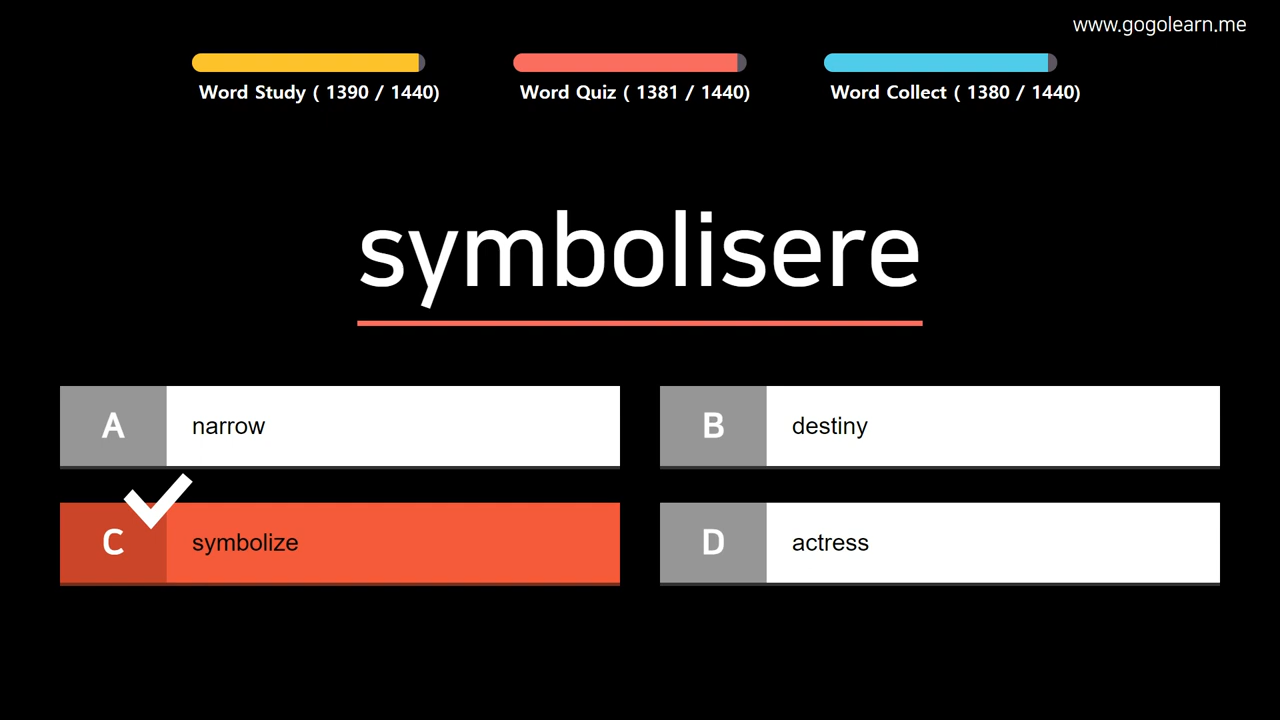 www.gogolearn.me
Word Study ( 1390 / 1440)
Word Quiz ( 1381 / 1440)
Word Collect ( 1380 / 1440)
symbolisere
A narrow
B destiny
C symbolize
D actress